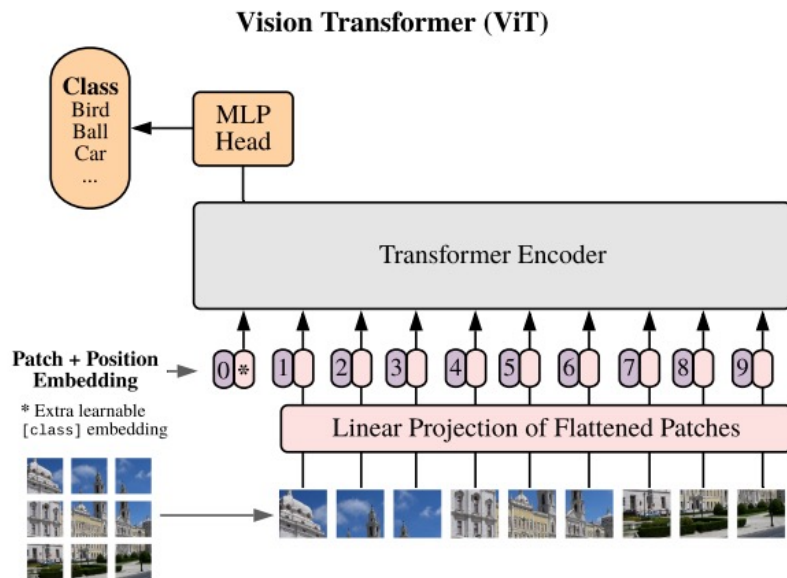 Vision Transformer (ViT)
Class
Bird
Ball
Car
...
MLP
Head
Transformer Encoder
Patch + Position
Embedding
0 * 1 2 3 4 5 6 7 8 9
* Extra learnable
[class] embedding
Linear Projection of Flattened Patches